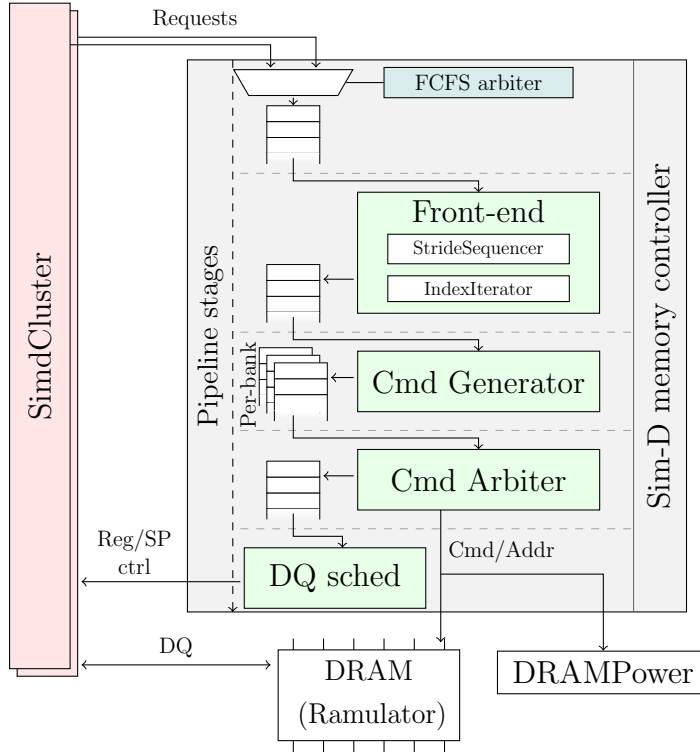 Requests
FCFS arbiter
Front-end
StrideSequencer
IndexIterator
SimdCluster
Pipeline stages
Per-bank
Cmd Generator
Sim-D memory controller
Cmd Arbiter
Reg/SP
ctrl
Cmd/Addr
DQ sched
DQ
DRAM
(Ramulator)
DRAMPower